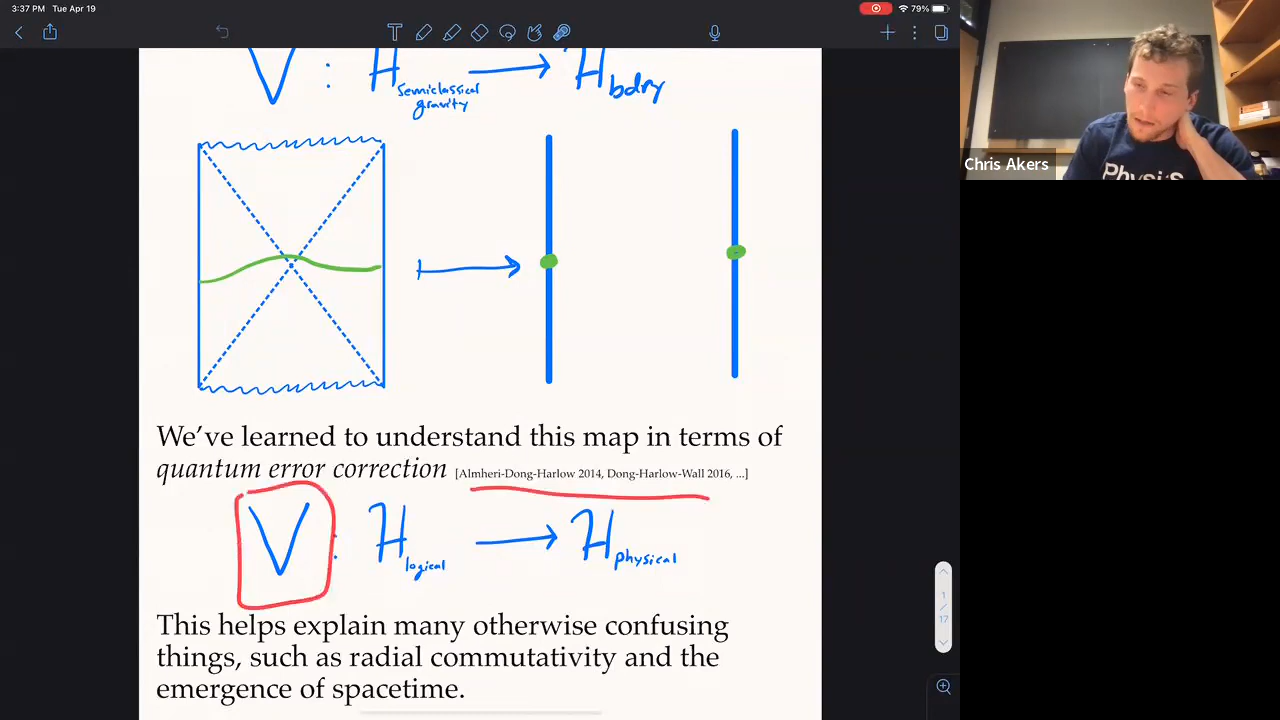 3:37 PM Tue Apr 19
79%
V : H semiclassical gravity → H bdry
We've learned to understand this map in terms of
quantum error correction [Almheri-Dong-Harlow 2014, Dong-Harlow-Wall 2016, ...]
V : H logical → H physical
This helps explain many otherwise confusing
things, such as radial commutativity and the
emergence of spacetime.
1
/
17
Chris Akers